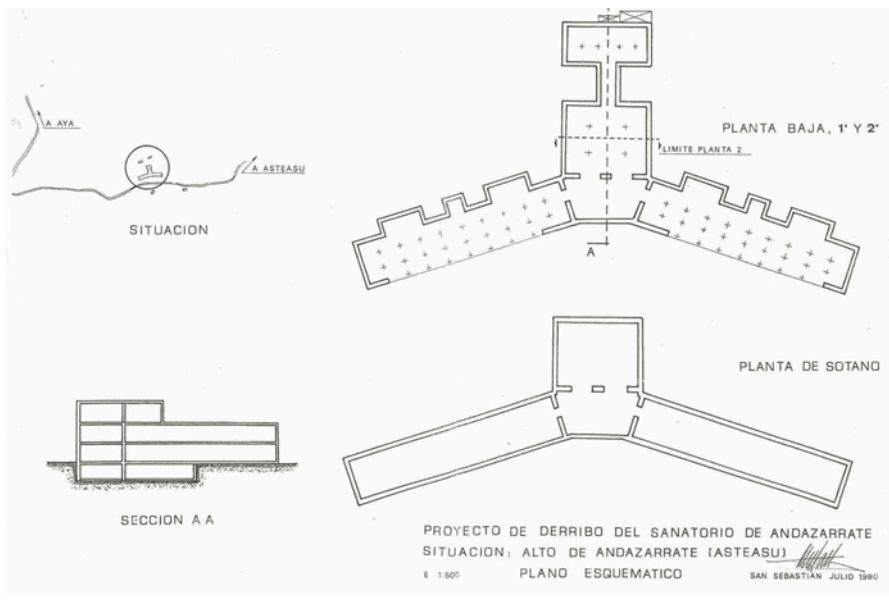 A AYA
A ASTEASU
SITUACION
PLANTA BAJA, 1ª Y 2ª
LIMITE PLANTA 2
A
PLANTA DE SOTANO
SECCION A A
PROYECTO DE DERRIBO DEL SANATORIO DE ANDAZARRATE
SITUACION: ALTO DE ANDAZARRATE (ASTEASU)
E 1:500
PLANO ESQUEMATICO
SAN SEBASTIAN JULIO 1980